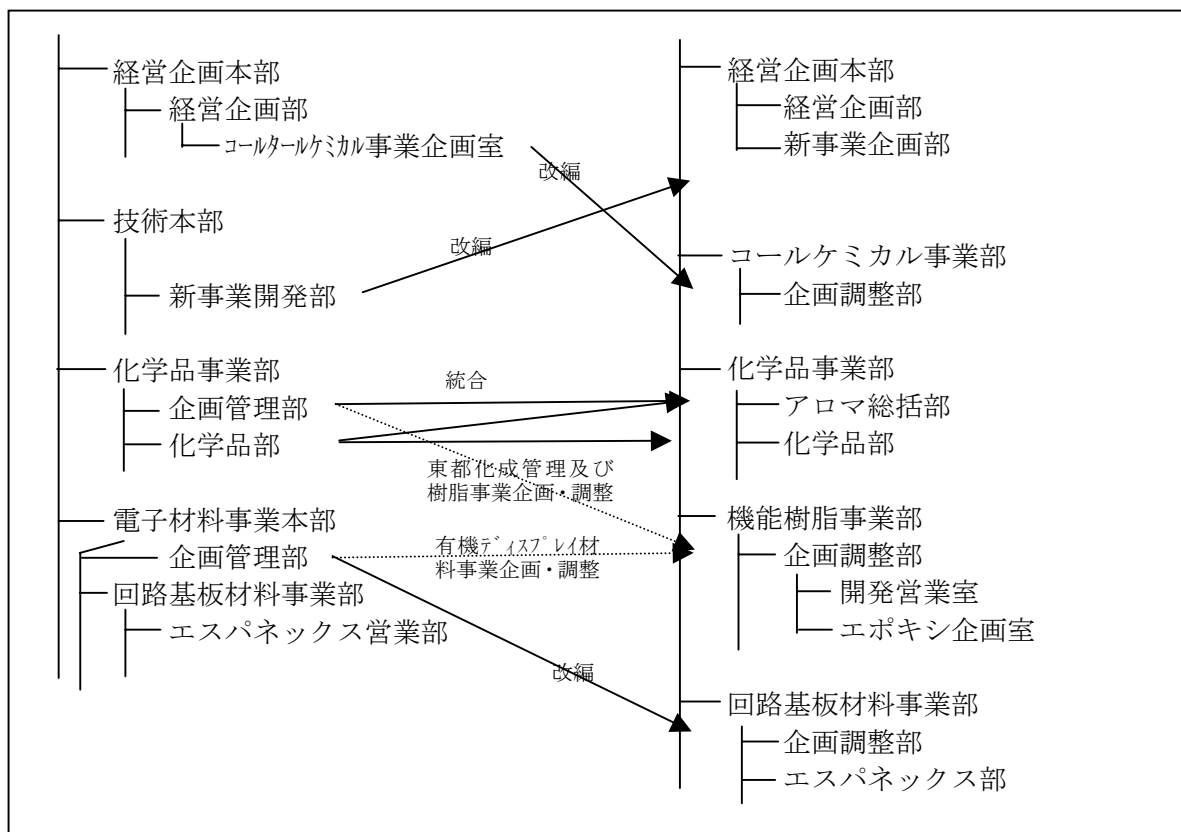 経営企画本部
経営企画部
コールタールケミカル事業企画室
技術本部
新事業開発部
化学品事業部
企画管理部
化学品部
電子材料事業本部
企画管理部
回路基板材料事業部
エスパネックス営業部
改編
改編
統合
東都化成管理及び
樹脂事業企画・調整
有機ディスプレイ材
料事業企画・調整
改編
経営企画本部
経営企画部
新事業企画部
コールケミカル事業部
企画調整部
化学品事業部
アロマ総括部
化学品部
機能樹脂事業部
企画調整部
開発営業室
エポキシ企画室
回路基板材料事業部
企画調整部
エスパネックス部